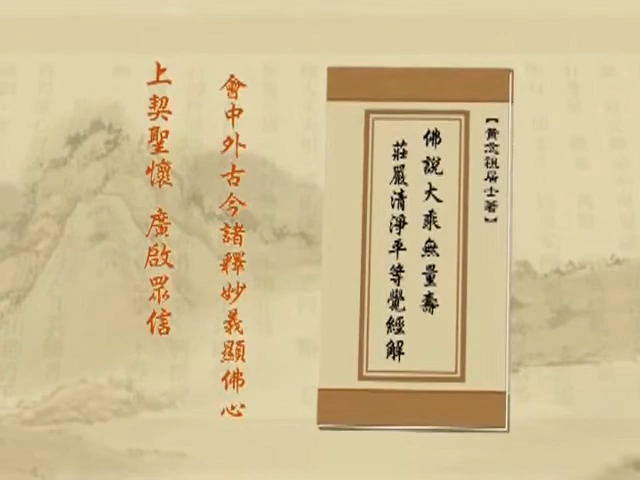 【黃念祖居士著】
佛說大乘無量壽
莊嚴清淨平等覺經解
會中外古今諸釋妙義顯佛心
上契聖懷 廣啟眾信